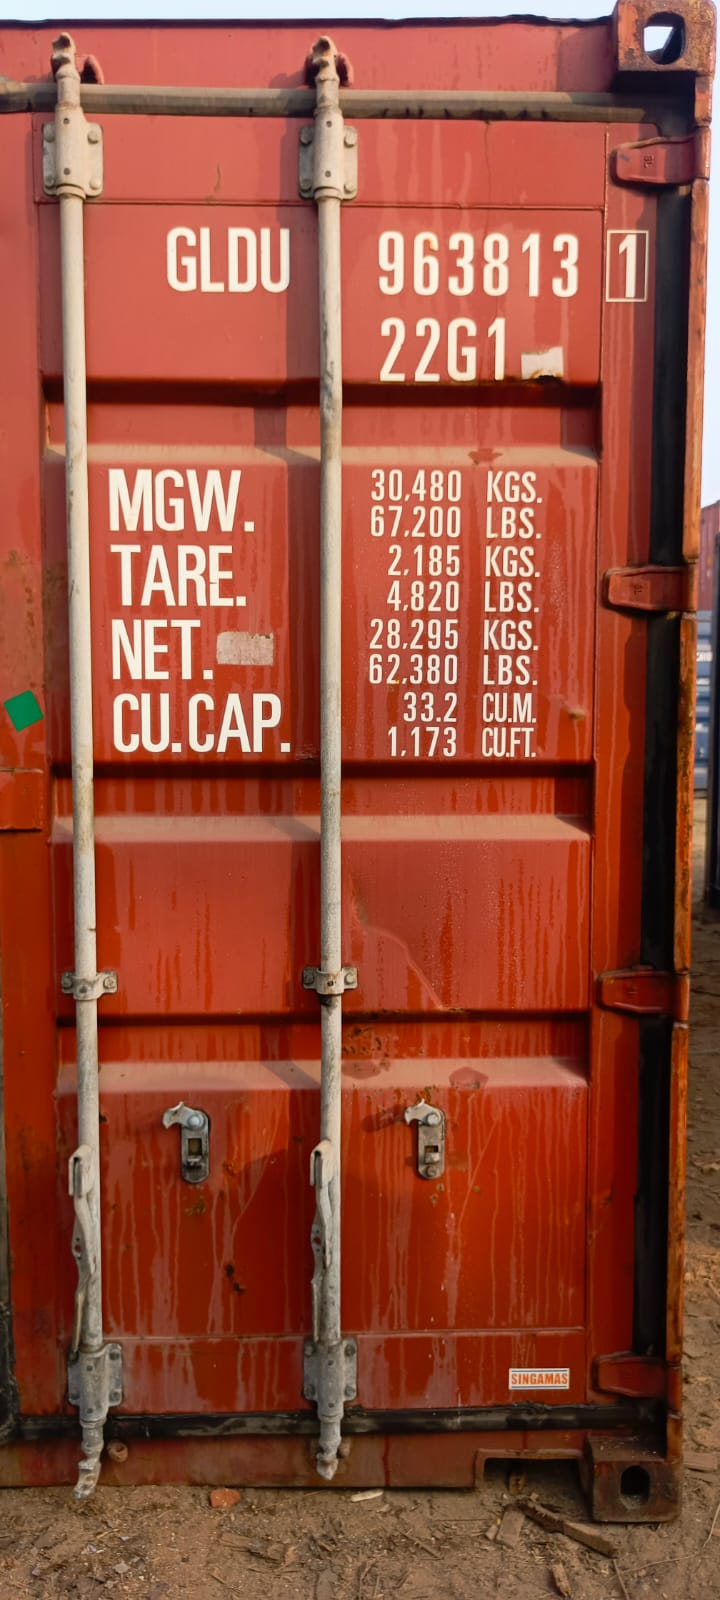 GLDU 963813 1
22G1
MGW. 30,480 KGS.
67,200 LBS.
TARE. 2,185 KGS.
4,820 LBS.
NET. 28,295 KGS.
62,380 LBS.
CU.CAP. 33.2 CU.M.
1,173 CU.FT.
SINGAMAS